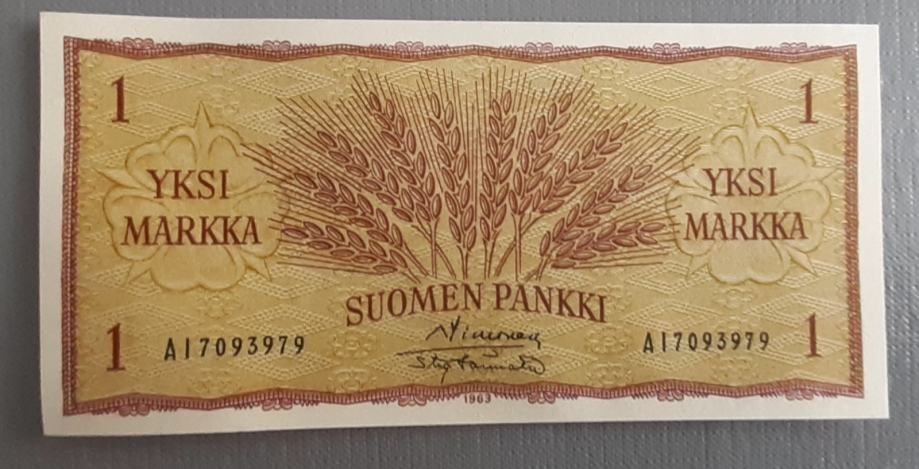 1
1
YKSI
MARKKA
YKSI
MARKKA
SUOMEN PANKKI
1
A17093979
A17093979
1
1963